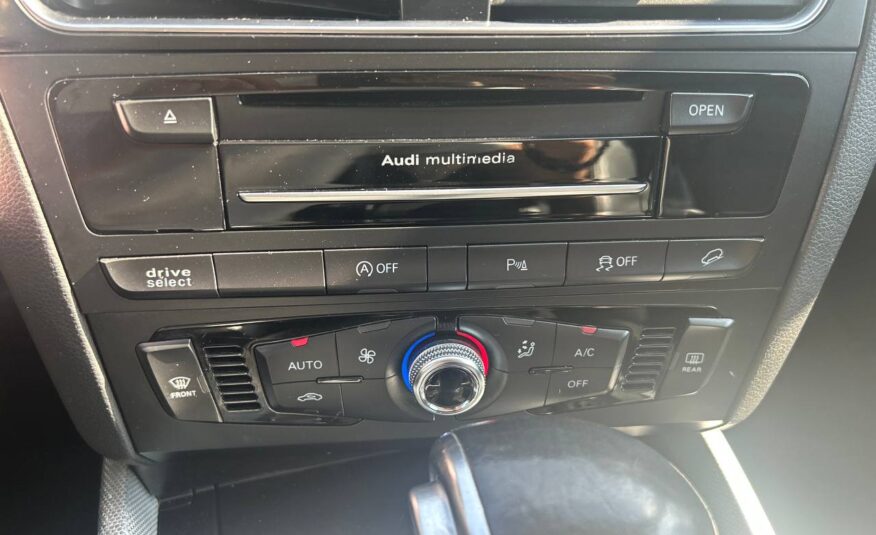 OPEN
Audi multimedia
drive
select
A OFF
P
OFF
AUTO
A/C
FRONT
OFF
REAR